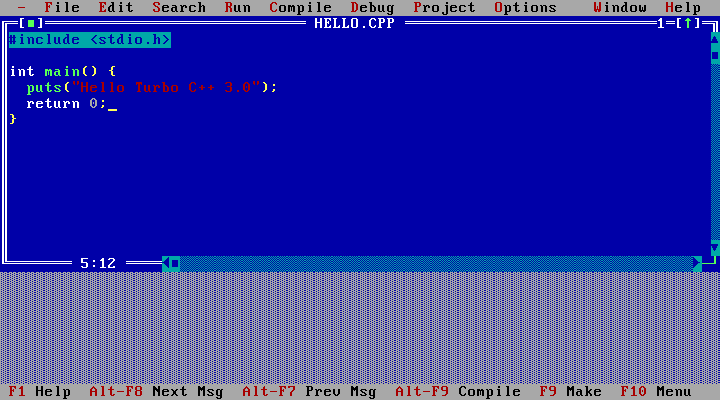 - File Edit Search Run Compile Debug Project Options Window Help
[■] HELLO.CPP 1=[↑]
#include <stdio.h>
int main() {
  puts("Hello Turbo C++ 3.0");
  return 0;_
}
5:12
F1 Help Alt-F8 Next Msg Alt-F7 Prev Msg Alt-F9 Compile F9 Make F10 Menu